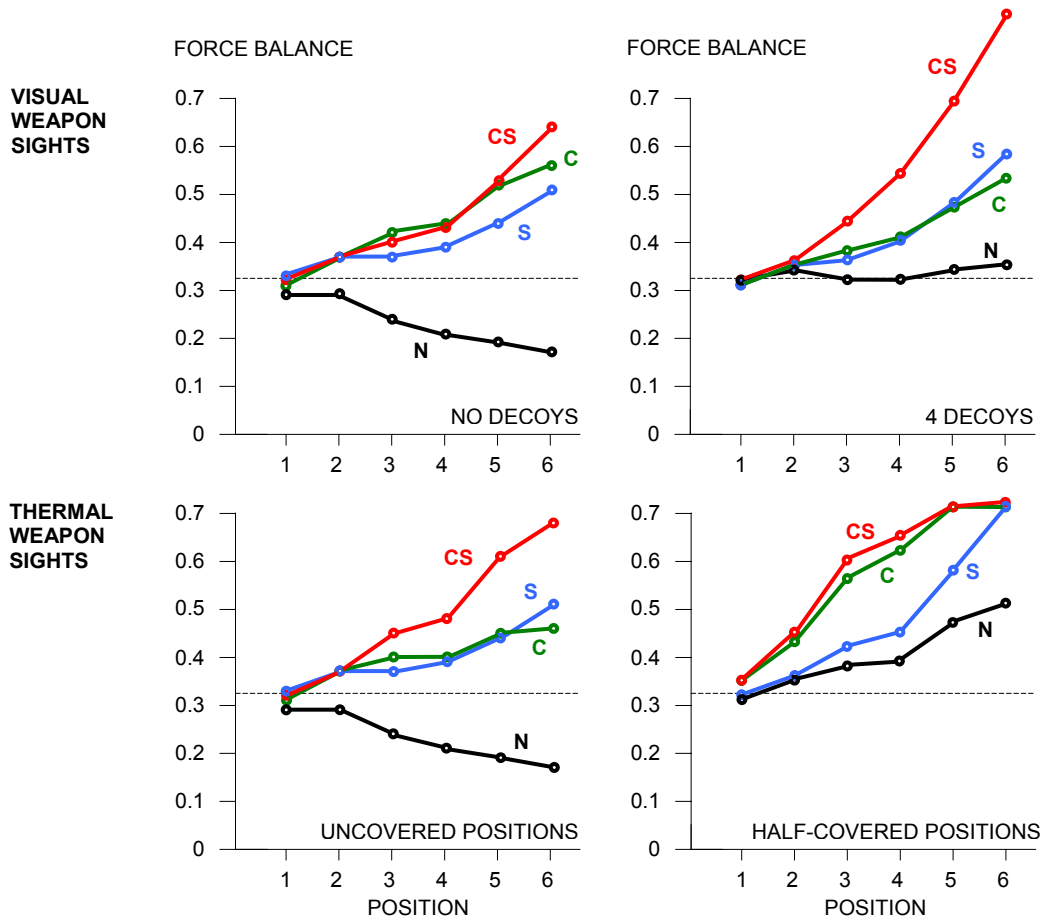 FORCE BALANCE
FORCE BALANCE
VISUAL
WEAPON
SIGHTS
0.7
0.6
0.5
0.4
0.3
0.2
0.1
0
CS
C
S
N
NO DECOYS
1 2 3 4 5 6
0.7
0.6
0.5
0.4
0.3
0.2
0.1
0
CS
S
C
N
4 DECOYS
1 2 3 4 5 6
THERMAL
WEAPON
SIGHTS
0.7
0.6
0.5
0.4
0.3
0.2
0.1
0
CS
S
C
N
UNCOVERED POSITIONS
1 2 3 4 5 6
POSITION
0.7
0.6
0.5
0.4
0.3
0.2
0.1
0
CS
C
S
N
HALF-COVERED POSITIONS
1 2 3 4 5 6
POSITION